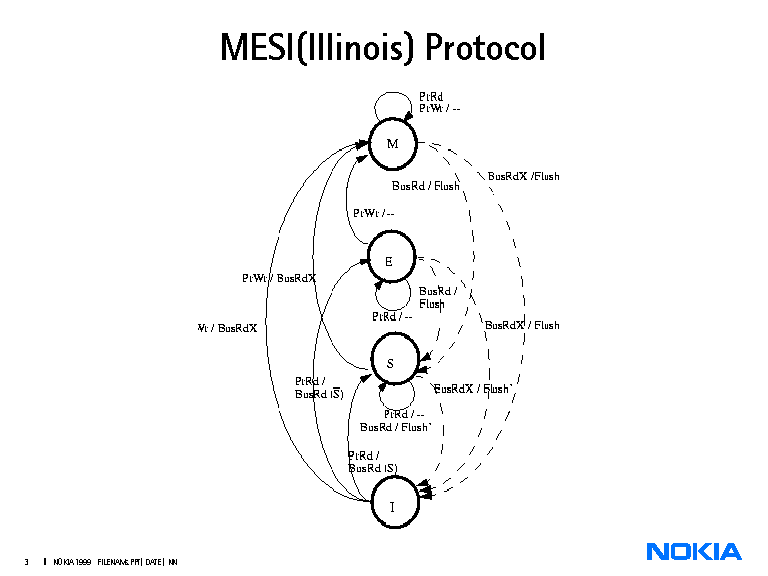 MESI(Illinois) Protocol
PrRd
PrWr / --
M
BusRdX /Flush
BusRd / Flush
PrWr / --
E
PrWr / BusRdX
BusRd /
Flush
PrRd / --
Vr / BusRdX
BusRdX / Flush
S
PrRd /
BusRd (S̅)
BusRdX / Flush`
PrRd / --
BusRd / Flush`
PrRd /
BusRd (S)
I
NOKIA
3 NOKIA 1999 FILENAMs.PPT/ DATE / NN